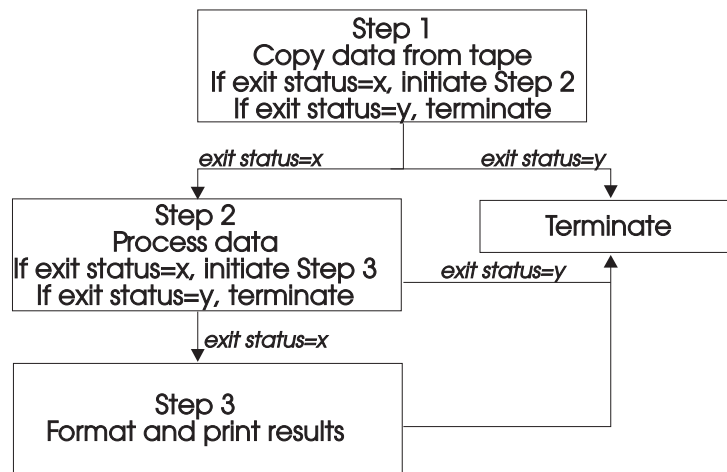 Step 1
Copy data from tape
If exit status=x, initiate Step 2
If exit status=y, terminate
exit status=x
exit status=y
Step 2
Process data
If exit status=x, initiate Step 3
If exit status=y, terminate
Terminate
exit status=y
exit status=x
Step 3
Format and print results